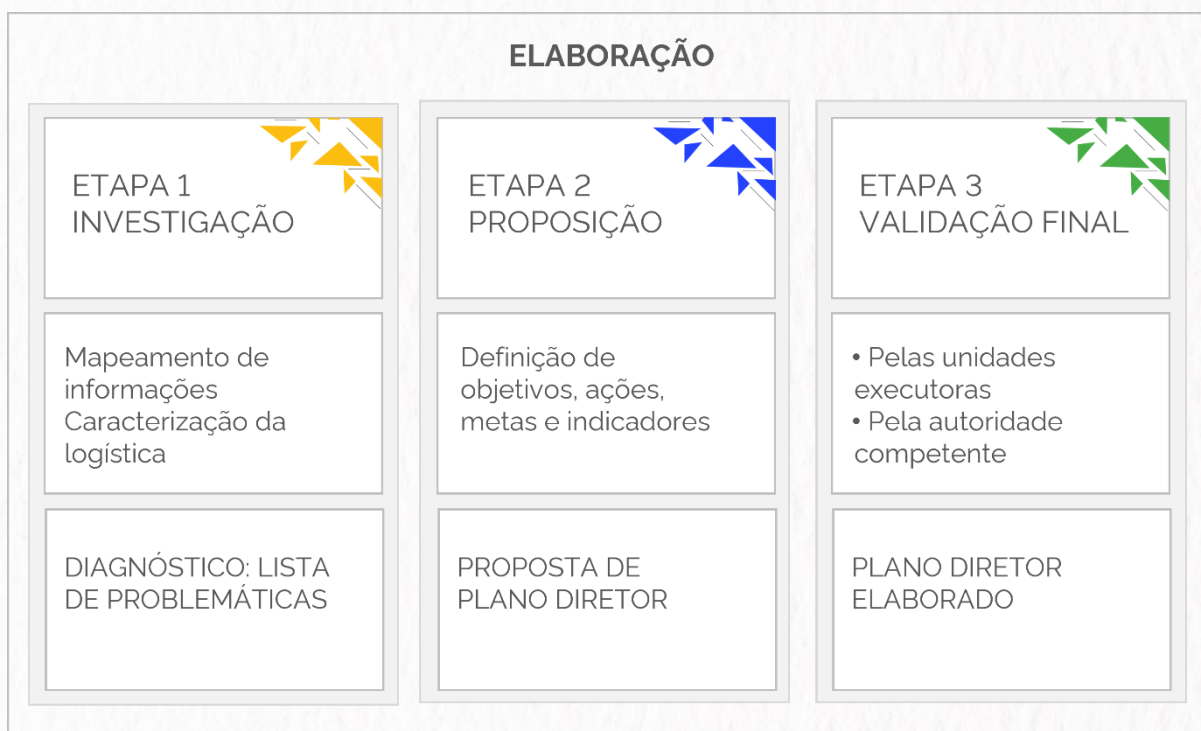 ELABORAÇÃO
ETAPA 1
INVESTIGAÇÃO
Mapeamento de
informações
Caracterização da
logística
DIAGNÓSTICO: LISTA
DE PROBLEMÁTICAS
ETAPA 2
PROPOSIÇÃO
Definição de
objetivos, ações,
metas e indicadores
PROPOSTA DE
PLANO DIRETOR
ETAPA 3
VALIDAÇÃO FINAL
• Pelas unidades
executoras
• Pela autoridade
competente
PLANO DIRETOR
ELABORADO